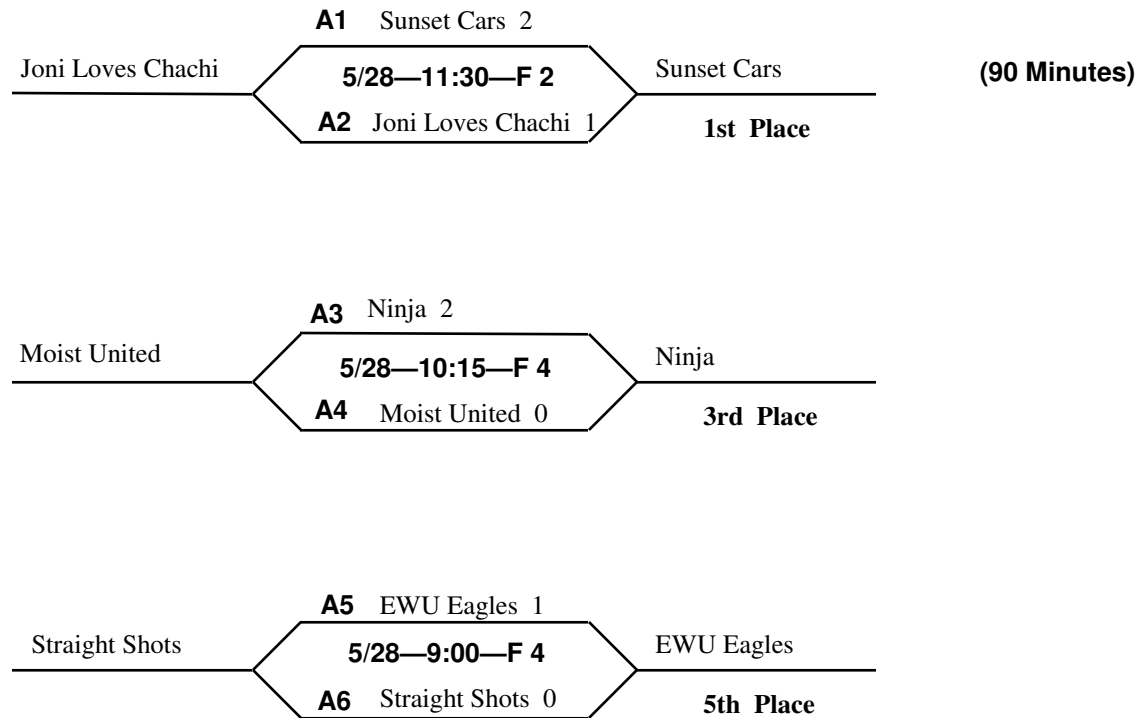 A1 Sunset Cars 2
Joni Loves Chachi 5/28—11:30—F 2 Sunset Cars (90 Minutes)
A2 Joni Loves Chachi 1 1st Place
A3 Ninja 2
Moist United 5/28—10:15—F 4 Ninja
A4 Moist United 0 3rd Place
A5 EWU Eagles 1
Straight Shots 5/28—9:00—F 4 EWU Eagles
A6 Straight Shots 0 5th Place